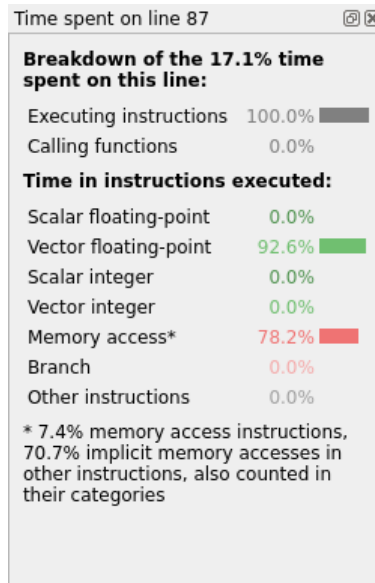 Time spent on line 87
Breakdown of the 17.1% time
spent on this line:
Executing instructions 100.0%
Calling functions 0.0%
Time in instructions executed:
Scalar floating-point 0.0%
Vector floating-point 92.6%
Scalar integer 0.0%
Vector integer 0.0%
Memory access* 78.2%
Branch 0.0%
Other instructions 0.0%
* 7.4% memory access instructions,
70.7% implicit memory accesses in
other instructions, also counted in
their categories